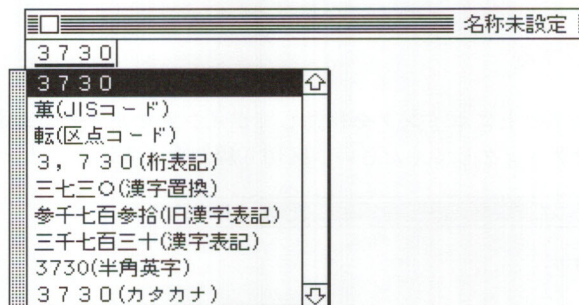 名称未設定
３７３０
３７３０
薫(JISコード)
転(区点コード)
３，７３０(桁表記)
三七三〇(漢字置換)
参千七百参拾(旧漢字表記)
三千七百三十(漢字表記)
3730(半角英字)
３７３０(カタカナ)